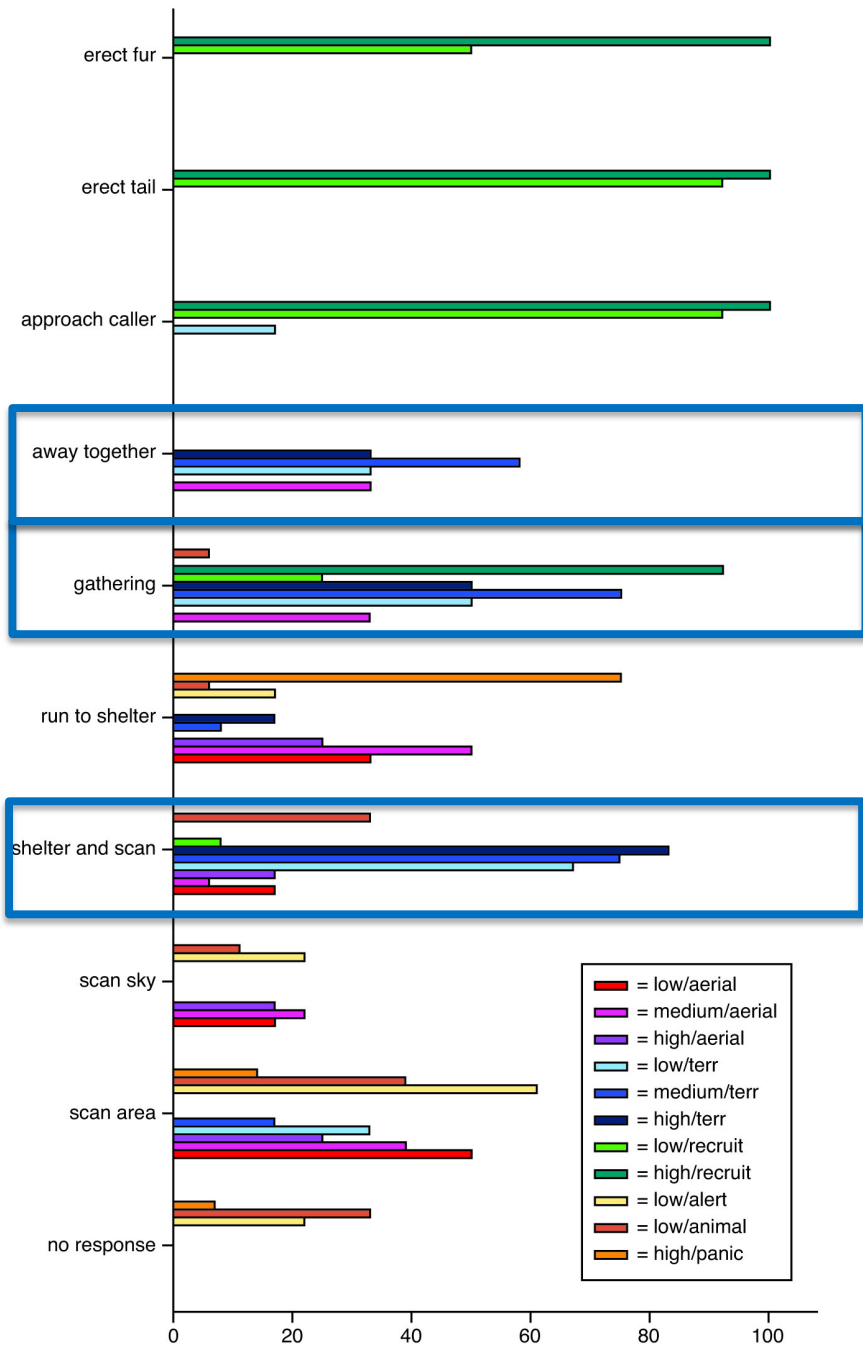 erect fur
erect tail
approach caller
away together
gathering
run to shelter
shelter and scan
scan sky
scan area
no response
= low/aerial
= medium/aerial
= high/aerial
= low/terr
= medium/terr
= high/terr
= low/recruit
= high/recruit
= low/alert
= low/animal
= high/panic
0 20 40 60 80 100